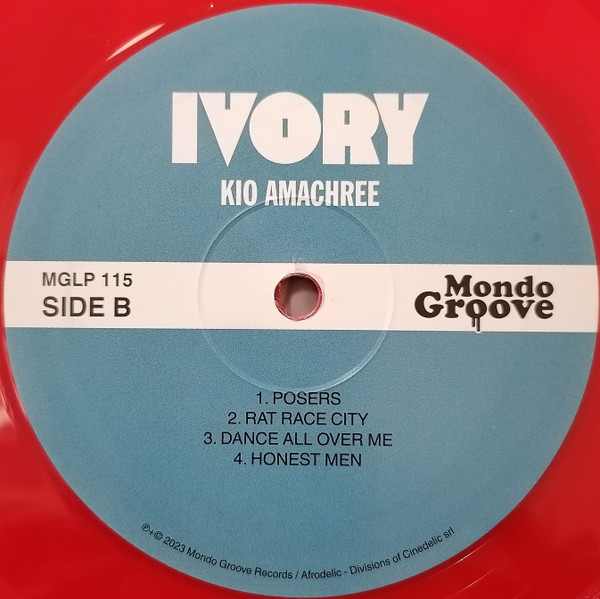 IVORY
KIO AMACHREE
MGLP 115
SIDE B
Mondo
Groove
1. POSERS
2. RAT RACE CITY
3. DANCE ALL OVER ME
4. HONEST MEN
℗+© 2023 Mondo Groove Records / Afrodelic - Divisions of Cinedelic srl